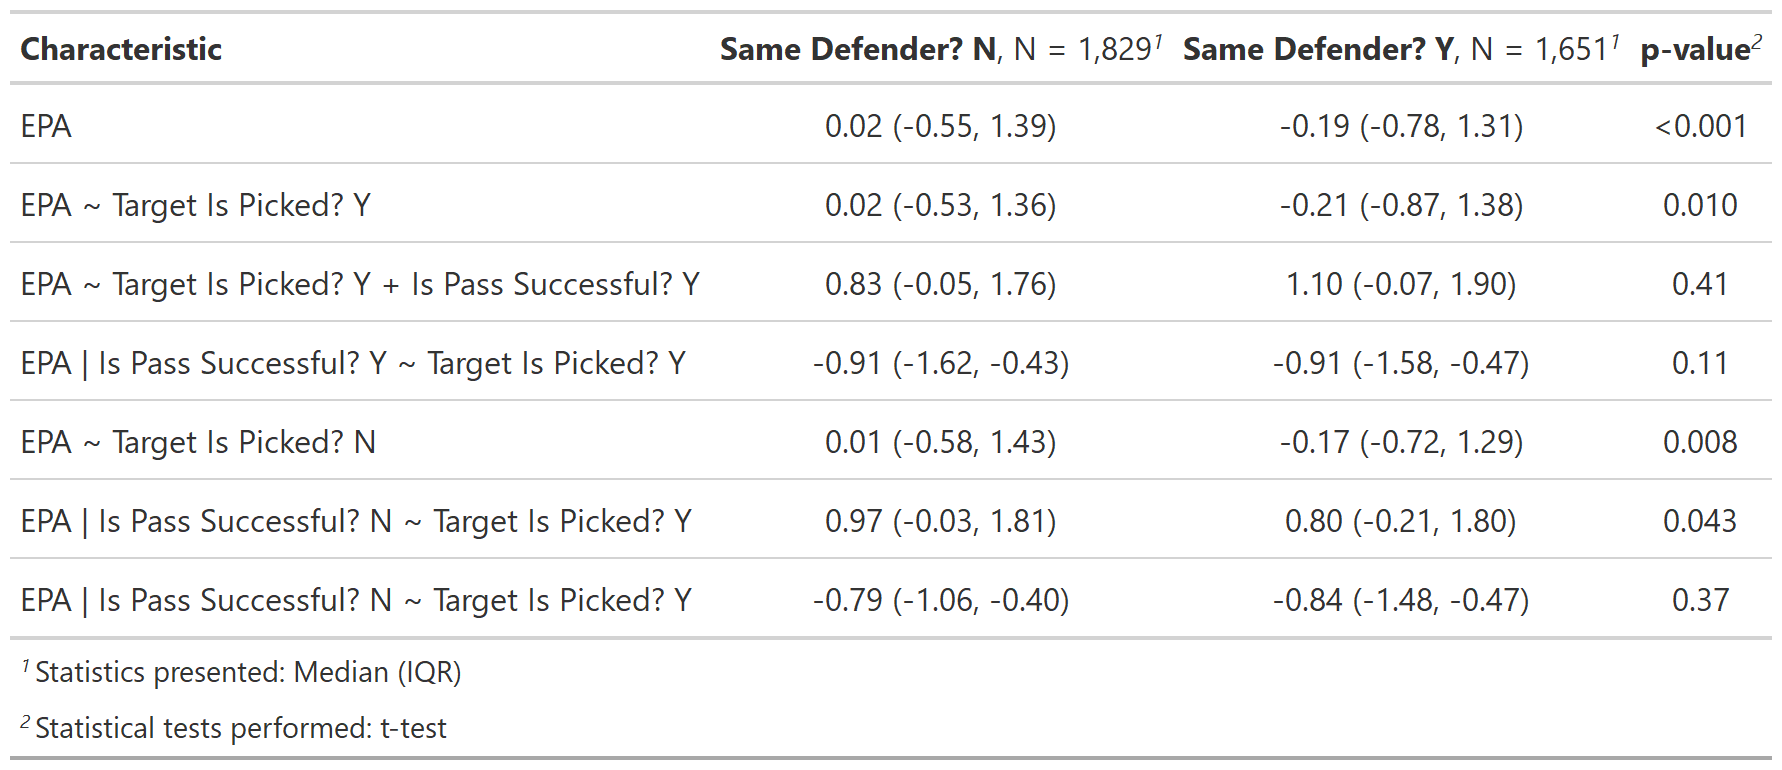 Characteristic Same Defender? N, N = 1,829¹ Same Defender? Y, N = 1,651¹ p-value²
EPA 0.02 (-0.55, 1.39) -0.19 (-0.78, 1.31) <0.001
EPA ~ Target Is Picked? Y 0.02 (-0.53, 1.36) -0.21 (-0.87, 1.38) 0.010
EPA ~ Target Is Picked? Y + Is Pass Successful? Y 0.83 (-0.05, 1.76) 1.10 (-0.07, 1.90) 0.41
EPA | Is Pass Successful? Y ~ Target Is Picked? Y -0.91 (-1.62, -0.43) -0.91 (-1.58, -0.47) 0.11
EPA ~ Target Is Picked? N 0.01 (-0.58, 1.43) -0.17 (-0.72, 1.29) 0.008
EPA | Is Pass Successful? N ~ Target Is Picked? Y 0.97 (-0.03, 1.81) 0.80 (-0.21, 1.80) 0.043
EPA | Is Pass Successful? N ~ Target Is Picked? Y -0.79 (-1.06, -0.40) -0.84 (-1.48, -0.47) 0.37
¹ Statistics presented: Median (IQR)
² Statistical tests performed: t-test